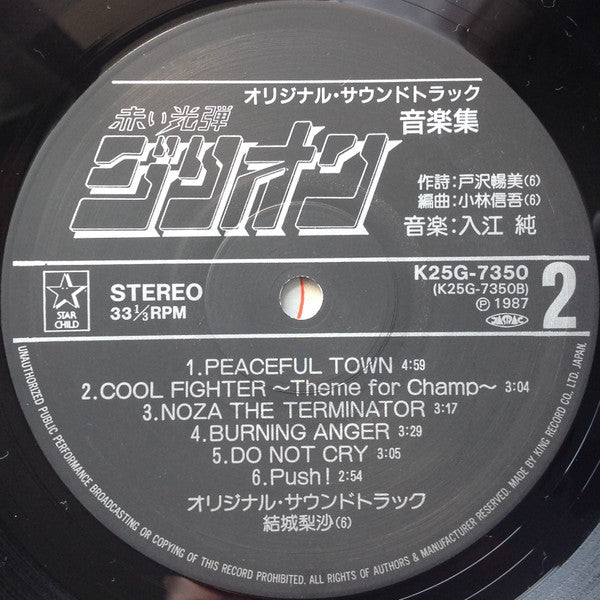 オリジナル・サウンドトラック
赤い光弾
ジリオン
音楽集
作詩：戸沢暢美(6)
編曲：小林信吾(6)
音楽：入江 純
STAR CHILD
STEREO
33 1/3 RPM
K25G-7350
(K25G-7350B)
Ⓟ 1987
JASRAC
2
1.PEACEFUL TOWN 4:59
2.COOL FIGHTER ～Theme for Champ～ 3:04
3.NOZA THE TERMINATOR 3:17
4.BURNING ANGER 3:29
5.DO NOT CRY 3:05
6.Push! 2:54
オリジナル・サウンドトラック
結城梨沙(6)
UNAUTHORIZED PUBLIC PERFORMANCE BROADCASTING OR COPYING OF THIS RECORD PROHIBITED. ALL RIGHTS OF AUTHORS & MANUFACTURER RESERVED. MADE BY KING RECORD CO., LTD. JAPAN.